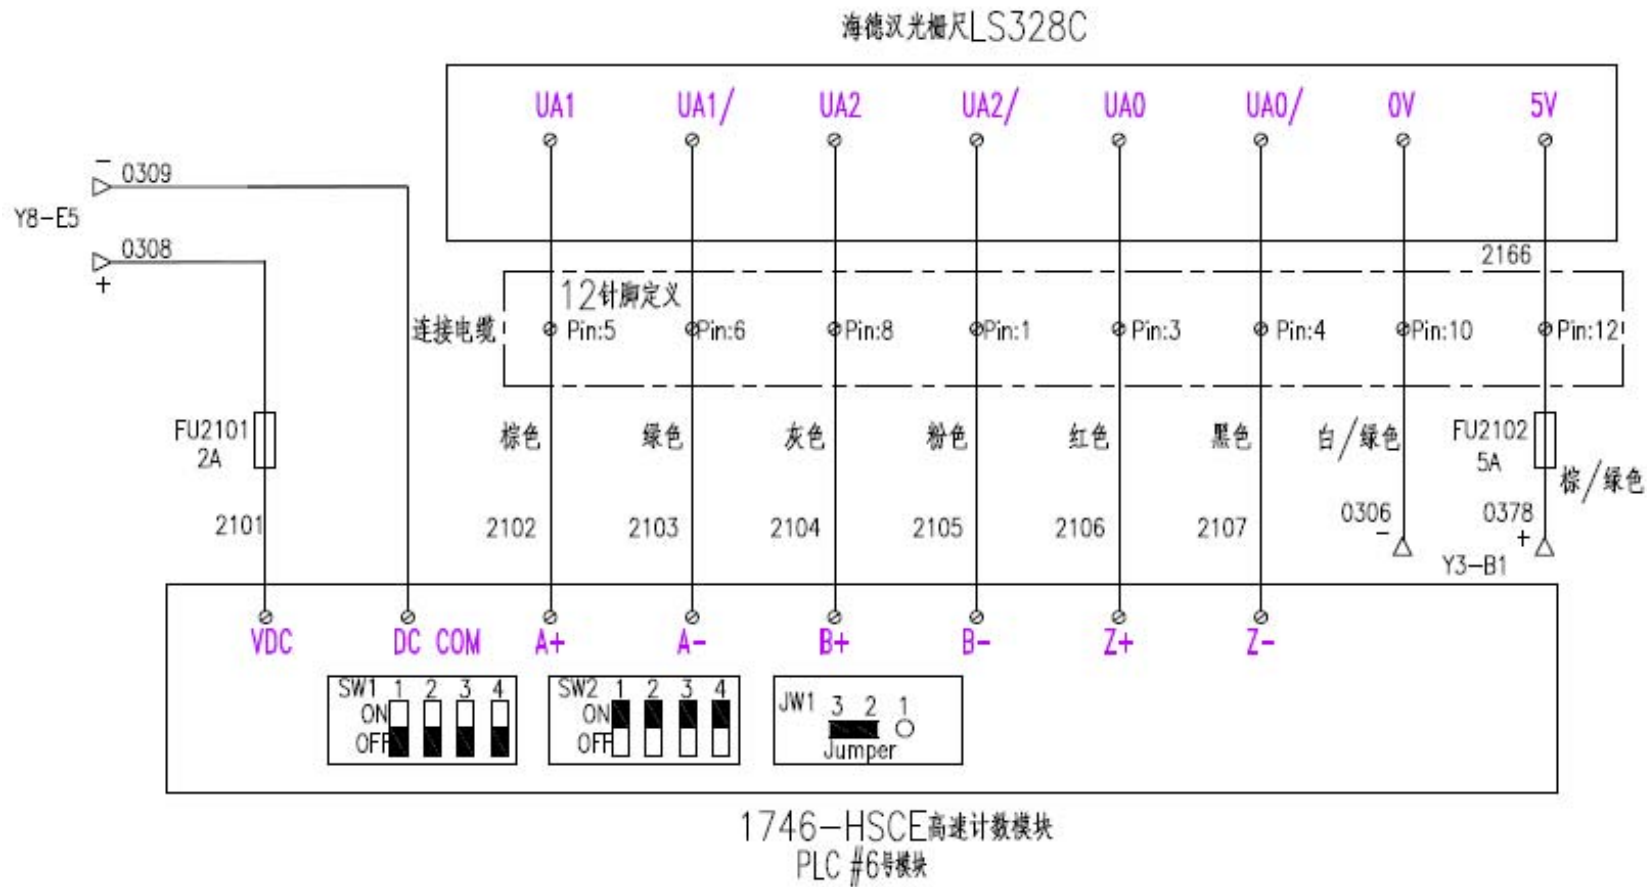 海德汉光栅尺LS328C
UA1 UA1/ UA2 UA2/ UA0 UA0/ 0V 5V
- 0309
Y8-E5
0308
+
2166
12针脚定义
连接电缆 Pin:5 Pin:6 Pin:8 Pin:1 Pin:3 Pin:4 Pin:10 Pin:12
FU2101
2A
棕色 绿色 灰色 粉色 红色 黑色 白/绿色
FU2102
5A
棕/绿色
2101 2102 2103 2104 2105 2106 2107 0306 0378
- +
Y3-B1
VDC DC COM A+ A- B+ B- Z+ Z-
SW1 1 2 3 4
ON
OFF
SW2 1 2 3 4
ON
OFF
JW1 3 2 1
Jumper
1746-HSCE高速计数模块
PLC #6号模块